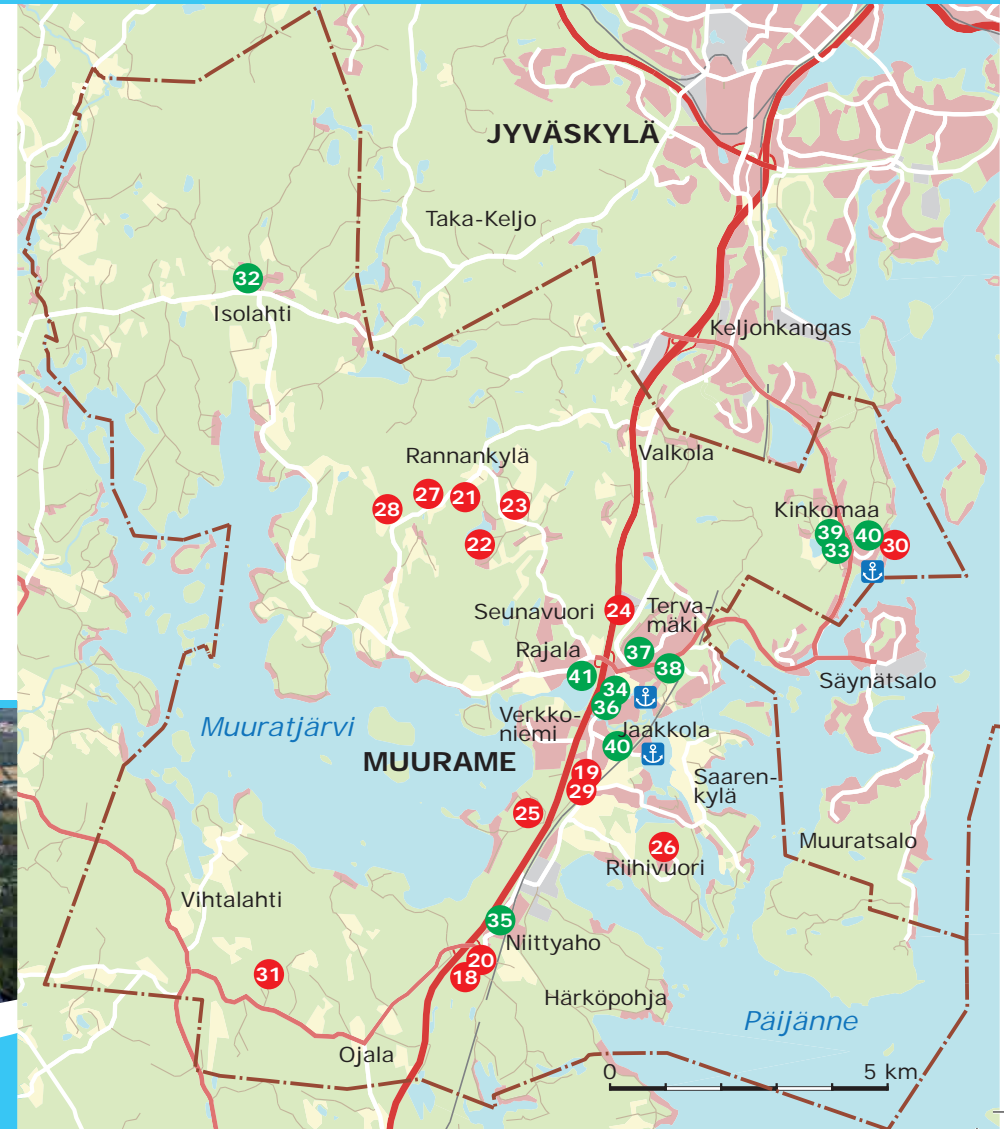 JYVÄSKYLÄ
Taka-Keljo
32
Isolahti
Keljonkangas
Valkola
Rannankylä
28
27
21
23
22
Kinkomaa
39
33
40
30
Seunavuori
24
Terva-
mäki
Rajala
37
38
41
34
36
Säynätsalo
Verkko-
niemi
Jaakkola
40
Muuratjärvi
MUURAME
19
29
Saaren-
kylä
25
26
Riihivuori
Muuratsalo
Vihtalahti
35
Niittyaho
20
18
31
Härköpohja
Päijänne
Ojala
0
5 km